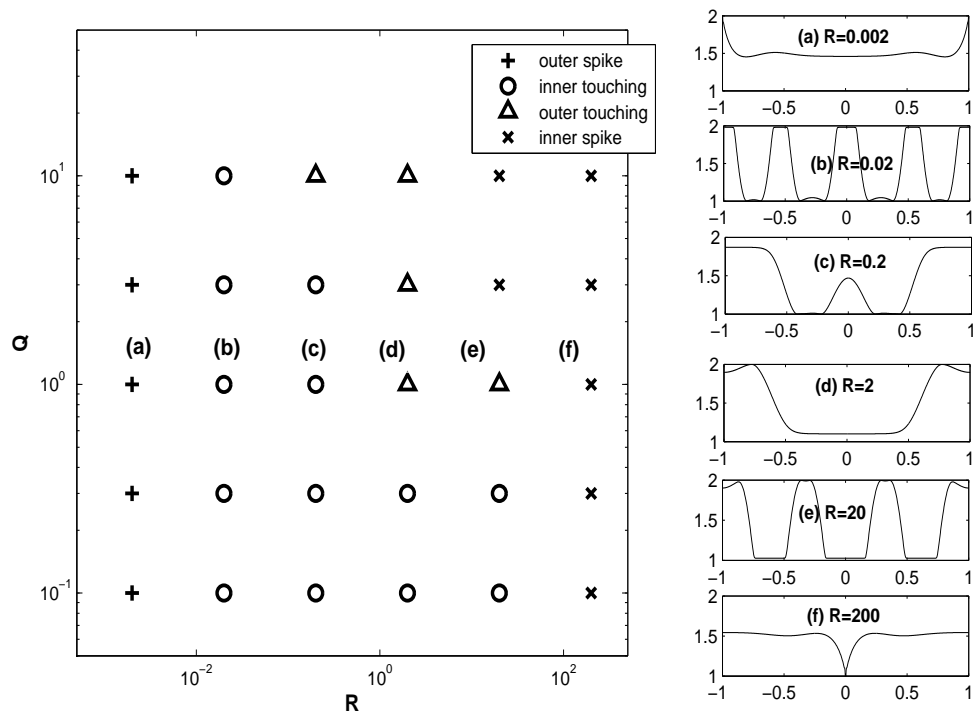 outer spike
inner touching
outer touching
inner spike
10^1
10^0
10^-1
Q
(a) (b) (c) (d) (e) (f)
10^-2 10^0 10^2
R
2
1.5
1
(a) R=0.002
−1 −0.5 0 0.5 1
2
1.5
1
(b) R=0.02
−1 −0.5 0 0.5 1
2
1.5
1
(c) R=0.2
−1 −0.5 0 0.5 1
2
1.5
1
(d) R=2
−1 −0.5 0 0.5 1
2
1.5
1
(e) R=20
−1 −0.5 0 0.5 1
2
1.5
1
(f) R=200
−1 −0.5 0 0.5 1